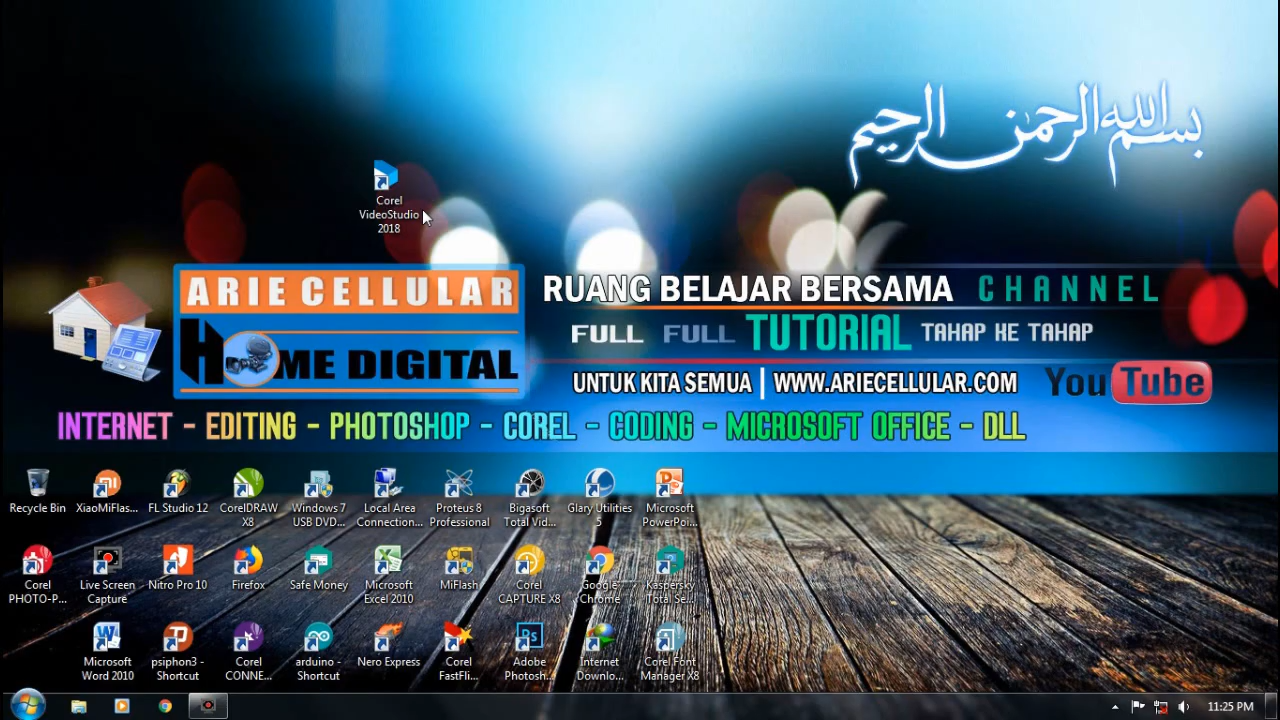 بسم الله الرحمن الرحيم
Corel
VideoStudio
2018
ARIE CELLULAR
HOME DIGITAL
RUANG BELAJAR BERSAMA CHANNEL
FULL FULL TUTORIAL TAHAP KE TAHAP
UNTUK KITA SEMUA | WWW.ARIECELLULAR.COM YouTube
INTERNET - EDITING - PHOTOSHOP - COREL - CODING - MICROSOFT OFFICE - DLL
Recycle Bin
XiaoMiFlas...
FL Studio 12
CorelDRAW
X8
Windows 7
USB DVD...
Local Area
Connection...
Proteus 8
Professional
Bigasoft
Total Vid...
Glary Utilities
5
Microsoft
PowerPoi...
Corel
PHOTO-P...
Live Screen
Capture
Nitro Pro 10
Firefox
Safe Money
Microsoft
Excel 2010
MiFlash
Corel
CAPTURE X8
Google
Chrome
Kaspersky
Total Se...
Microsoft
Word 2010
psiphon3 -
Shortcut
Corel
CONNE...
arduino -
Shortcut
Nero Express
Corel
FastFli...
Adobe
Photosh...
Internet
Downlo...
Corel Font
Manager X8
11:25 PM